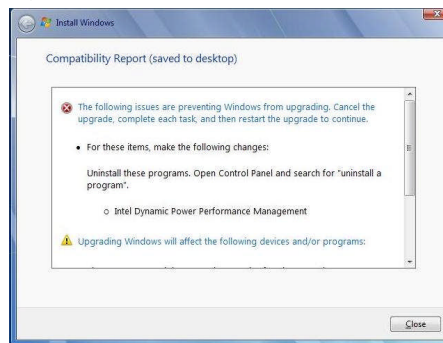 Install Windows
Compatibility Report (saved to desktop)
The following issues are preventing Windows from upgrading. Cancel the
upgrade, complete each task, and then restart the upgrade to continue.
• For these items, make the following changes:
Uninstall these programs. Open Control Panel and search for "uninstall a
program".
o Intel Dynamic Power Performance Management
Upgrading Windows will affect the following devices and/or programs:
Close